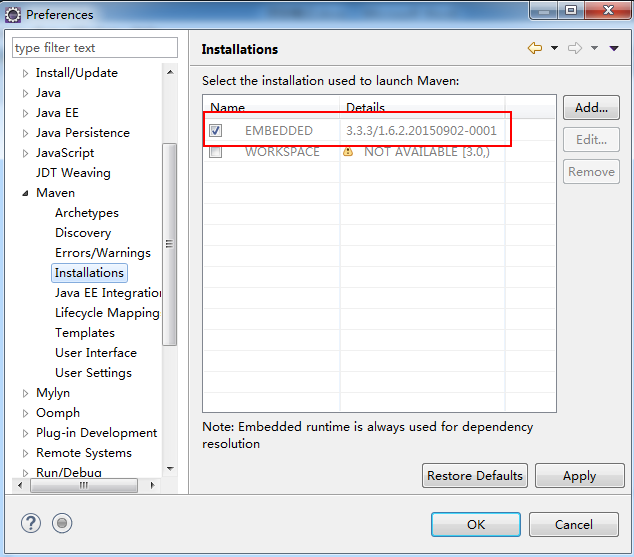 Preferences
type filter text
Install/Update
Java
Java EE
Java Persistence
JavaScript
JDT Weaving
Maven
Archetypes
Discovery
Errors/Warnings
Installations
Java EE Integration
Lifecycle Mapping
Templates
User Interface
User Settings
Mylyn
Oomph
Plug-in Development
Remote Systems
Run/Debug
Installations
Select the installation used to launch Maven:
Name Details
EMBEDDED 3.3.3/1.6.2.20150902-0001
WORKSPACE NOT AVAILABLE [3.0,)
Add...
Edit...
Remove
Note: Embedded runtime is always used for dependency
resolution
Restore Defaults Apply
? OK Cancel